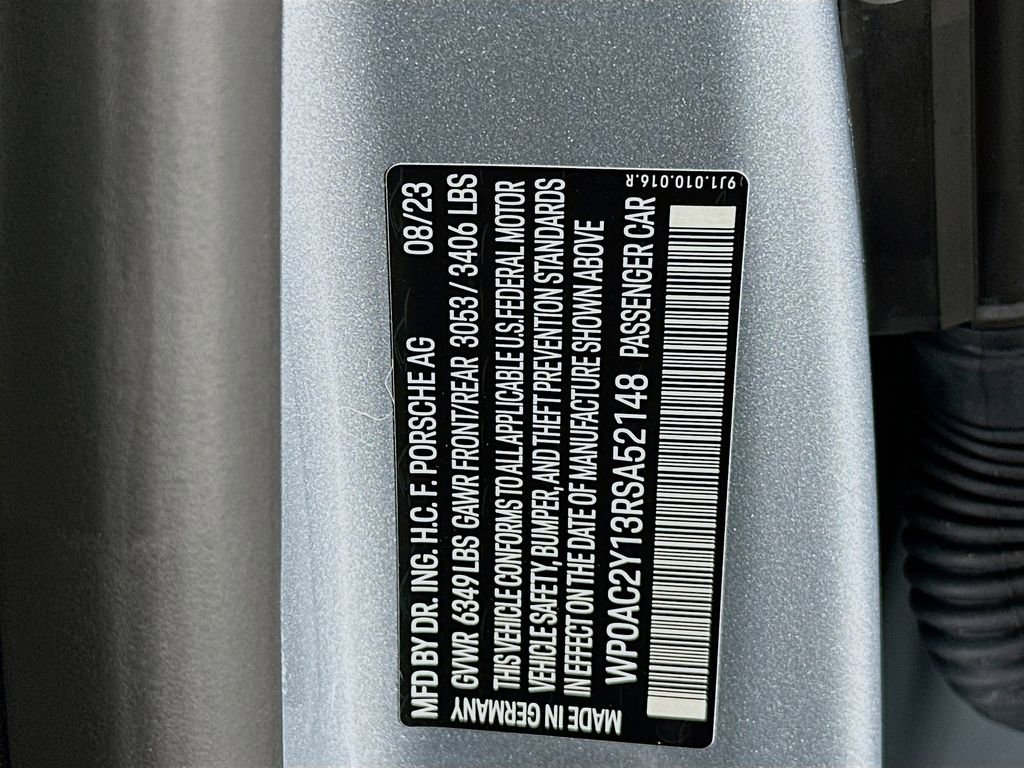 MFD BY DR. ING. H.C. F. PORSCHE AG 08/23
GVWR 6349 LBS GAWR FRONT/REAR 3053 / 3406 LBS
THIS VEHICLE CONFORMS TO ALL APPLICABLE U.S.FEDERAL MOTOR
VEHICLE SAFETY, BUMPER, AND THEFT PREVENTION STANDARDS
IN EFFECT ON THE DATE OF MANUFACTURE SHOWN ABOVE
WP0AC2Y13RSA52148 PASSENGER CAR
MADE IN GERMANY
9J1.010.016.R